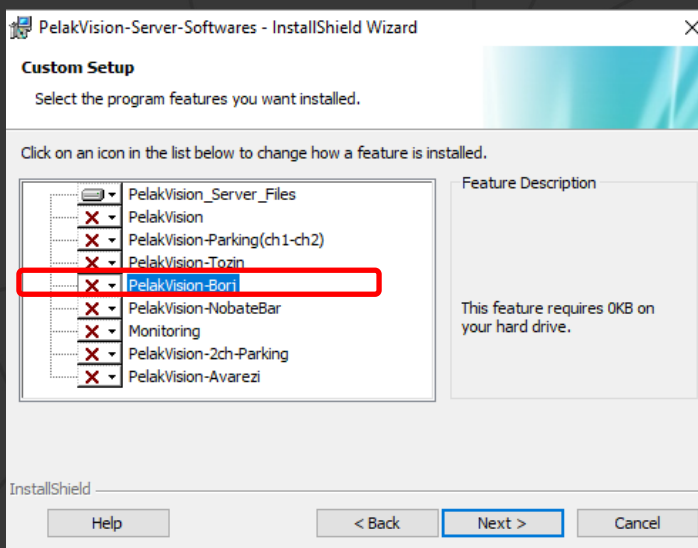 PelakVision-Server-Softwares - InstallShield Wizard
Custom Setup
Select the program features you want installed.
Click on an icon in the list below to change how a feature is installed.
PelakVision_Server_Files
PelakVision
PelakVision-Parking(ch1-ch2)
PelakVision-Tozin
PelakVision-Borj
PelakVision-NobateBar
Monitoring
PelakVision-2ch-Parking
PelakVision-Avarezi
Feature Description
This feature requires 0KB on
your hard drive.
InstallShield
Help
< Back
Next >
Cancel